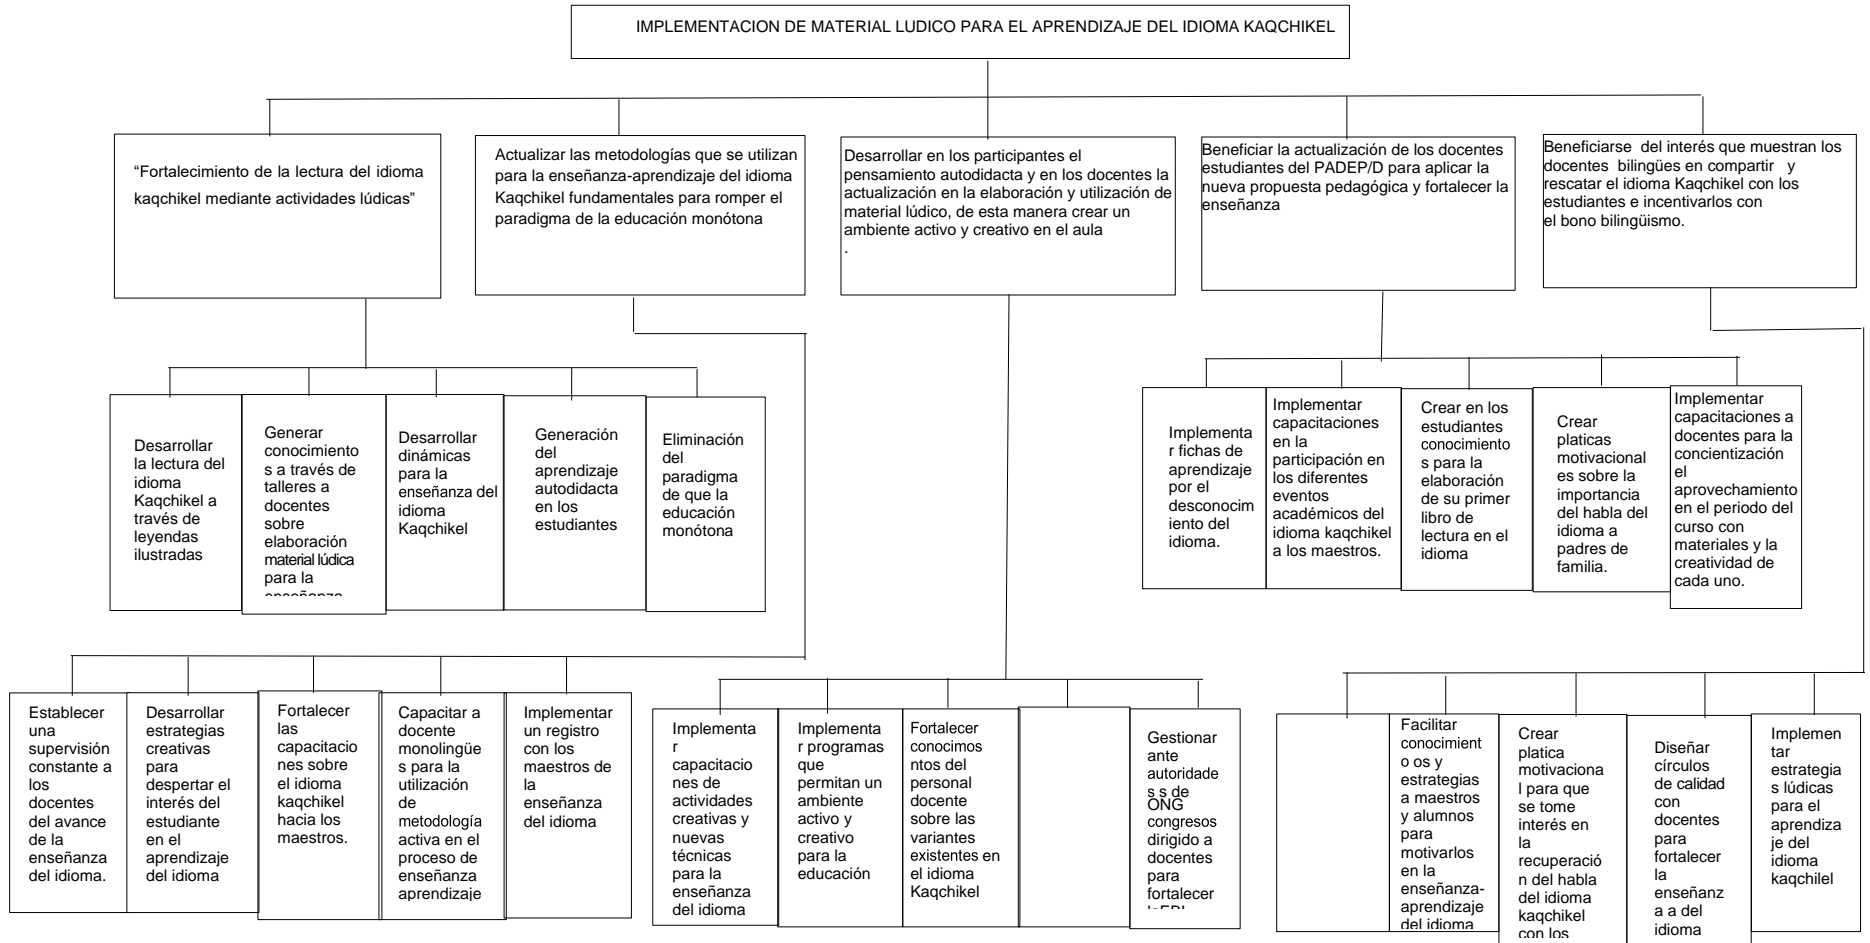 IMPLEMENTACION DE MATERIAL LUDICO PARA EL APRENDIZAJE DEL IDIOMA KAQCHIKEL
“Fortalecimiento de la lectura del idioma
kaqchikel mediante actividades lúdicas”
Actualizar las metodologías que se utilizan
para la enseñanza-aprendizaje del idioma
Kaqchikel fundamentales para romper el
paradigma de la educación monótona
Desarrollar en los participantes el
pensamiento autodidacta y en los docentes la
actualización en la elaboración y utilización de
material lúdico, de esta manera crear un
ambiente activo y creativo en el aula
.
Beneficiar la actualización de los docentes
estudiantes del PADEP/D para aplicar la
nueva propuesta pedagógica y fortalecer la
enseñanza
Beneficiarse del interés que muestran los
docentes bilingües en compartir y
rescatar el idioma Kaqchikel con los
estudiantes e incentivarlos con
el bono bilingüismo.
Desarrollar
la lectura del
idioma
Kaqchikel a
través de
leyendas
ilustradas
Generar
conocimiento
s a través de
talleres a
docentes
sobre
elaboración
material lúdica
para la
enseñanza
Desarrollar
dinámicas
para la
enseñanza del
idioma
Kaqchikel
Generación
del
aprendizaje
autodidacta
en los
estudiantes
Eliminación
del
paradigma
de que la
educación
monótona
Implementa
r fichas de
aprendizaje
por el
desconocim
iento del
idioma.
Implementar
capacitaciones
en la
participación en
los diferentes
eventos
académicos del
idioma kaqchikel
a los maestros.
Crear en los
estudiantes
conocimiento
s para la
elaboración
de su primer
libro de
lectura en el
idioma
Crear
platicas
motivacional
es sobre la
importancia
del habla del
idioma a
padres de
familia.
Implementar
capacitaciones a
docentes para la
concientización
el
aprovechamiento
en el periodo del
curso con
materiales y la
creatividad de
cada uno.
Establecer
una
supervisión
constante a
los
docentes
del avance
de la
enseñanza
del idioma.
Desarrollar
estrategias
creativas
para
despertar el
interés del
estudiante
en el
aprendizaje
del idioma
Fortalecer
las
capacitacio
nes sobre
el idioma
kaqchikel
hacia los
maestros.
Capacitar a
docente
monolingüe
s para la
utilización
de
metodología
activa en el
proceso de
enseñanza
aprendizaje
Implementar
un registro
con los
maestros de
la
enseñanza
del idioma
Implementa
r
capacitacio
nes de
actividades
creativas y
nuevas
técnicas
para la
enseñanza
del idioma
Implementa
r programas
que
permitan un
ambiente
activo y
creativo
para la
educación
Fortalecer
conocimos
ntos del
personal
docente
sobre las
variantes
existentes en
el idioma
Kaqchikel
Gestionar
ante
autoridade
s s de
ONG
congresos
dirigido a
docentes
para
fortalecer
Facilitar
conocimient
o os y
estrategias
a maestros
y alumnos
para
motivarlos
en la
enseñanza-
aprendizaje
del idioma
Crear
platica
motivaciona
l para que
se tome
interés en
la
recuperació
n del habla
del idioma
kaqchikel
con los
Diseñar
círculos
de calidad
con
docentes
para
fortalecer
la
enseñanz
a a del
idioma
Implemen
tar
estrategia
s lúdicas
para el
aprendiza
je del
idioma
kaqchilel